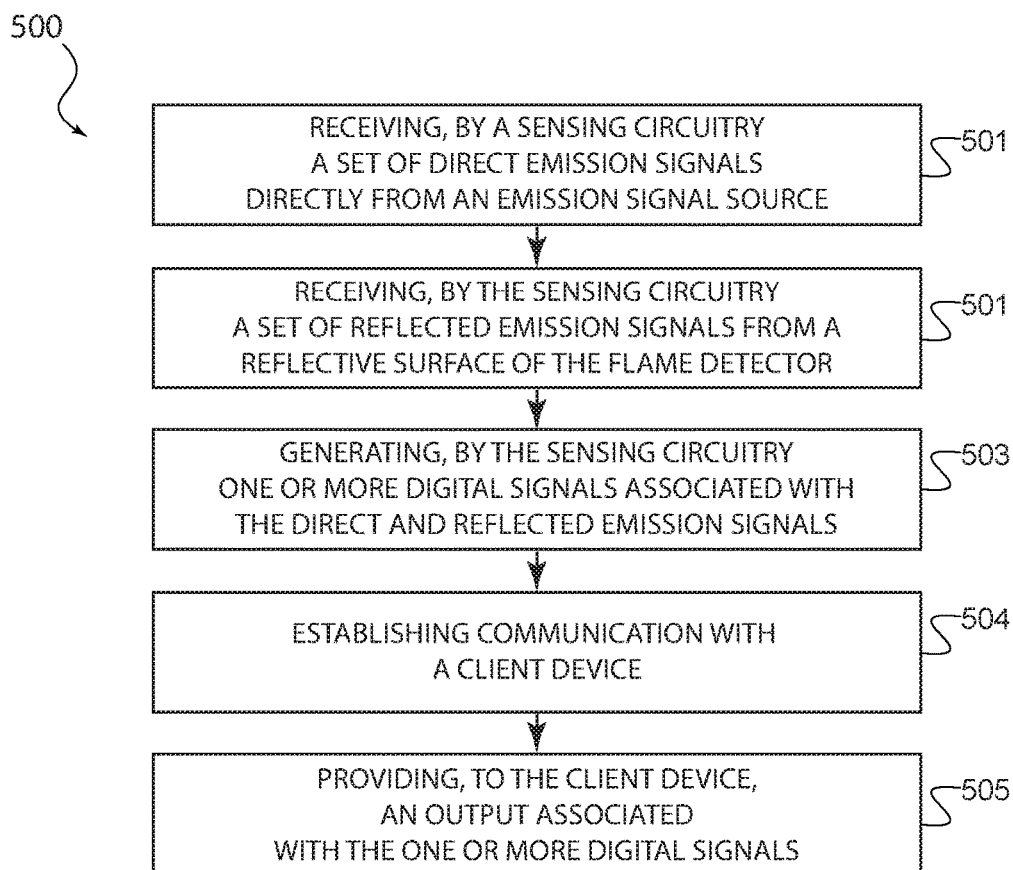 500
RECEIVING, BY A SENSING CIRCUITRY
A SET OF DIRECT EMISSION SIGNALS
DIRECTLY FROM AN EMISSION SIGNAL SOURCE
501
RECEIVING, BY THE SENSING CIRCUITRY
A SET OF REFLECTED EMISSION SIGNALS FROM A
REFLECTIVE SURFACE OF THE FLAME DETECTOR
501
GENERATING, BY THE SENSING CIRCUITRY
ONE OR MORE DIGITAL SIGNALS ASSOCIATED WITH
THE DIRECT AND REFLECTED EMISSION SIGNALS
503
ESTABLISHING COMMUNICATION WITH
A CLIENT DEVICE
504
PROVIDING, TO THE CLIENT DEVICE,
AN OUTPUT ASSOCIATED
WITH THE ONE OR MORE DIGITAL SIGNALS
505